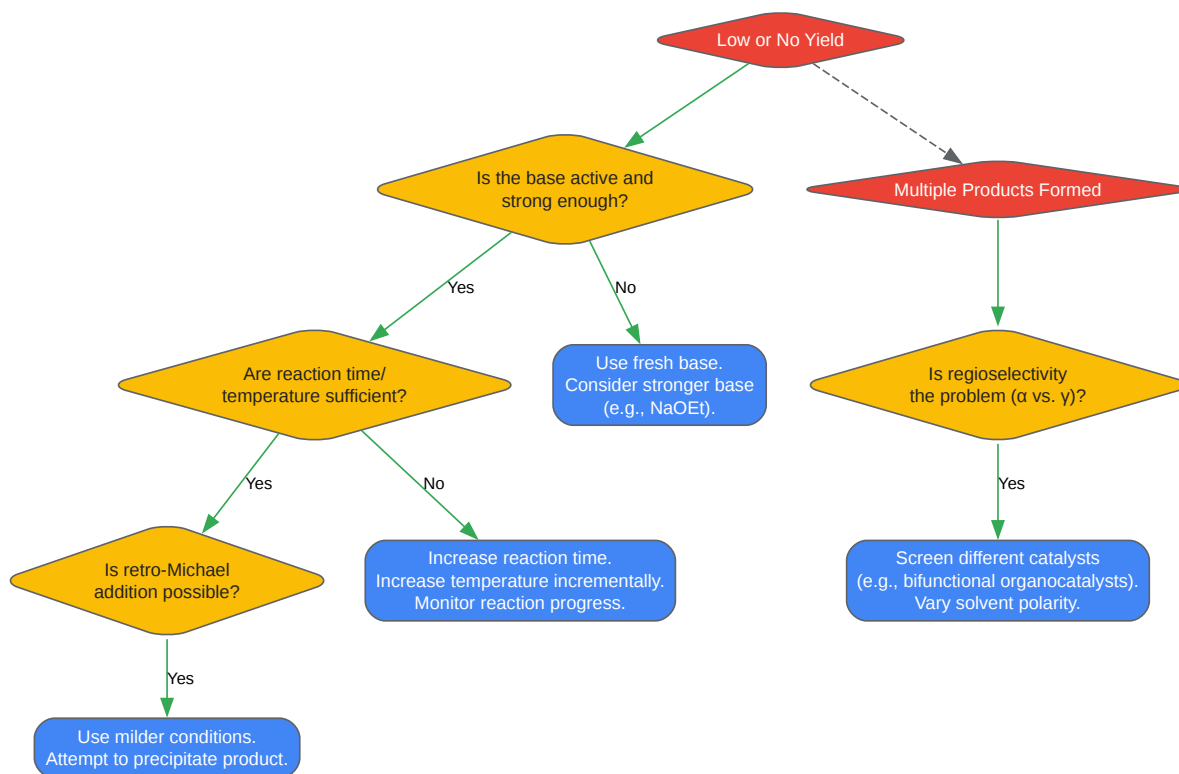 Low or No Yield
Is the base active and
strong enough?
Multiple Products Formed
Yes
No
Are reaction time/
temperature sufficient?
Use fresh base.
Consider stronger base
(e.g., NaOEt).
Is regioselectivity
the problem (α vs. γ)?
Yes
No
Yes
Is retro-Michael
addition possible?
Increase reaction time.
Increase temperature incrementally.
Monitor reaction progress.
Screen different catalysts
(e.g., bifunctional organocatalysts).
Vary solvent polarity.
Yes
Use milder conditions.
Attempt to precipitate product.